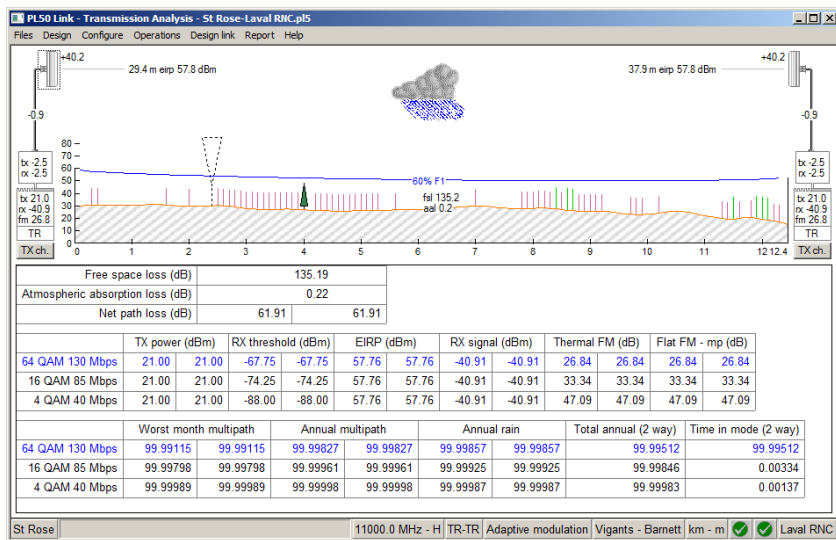 PL50 Link - Transmission Analysis - St Rose-Laval RNC.pl5
Files Design Configure Operations Design link Report Help
+40.2 29.4 m eirp 57.8 dBm 37.9 m eirp 57.8 dBm +40.2
-0.9 -0.9
80
70
60
50
40
30
20
10
0
tx -2.5
rx -2.5
tx 21.0
rx -40.9
fm 26.8
TR
TX ch.
60% F1
fsl 135.2
aal 0.2
0 1 2 3 4 5 6 7 8 9 10 11 12 12.4
tx -2.5
rx -2.5
tx 21.0
rx -40.9
fm 26.8
TR
TX ch.
Free space loss (dB) 135.19
Atmospheric absorption loss (dB) 0.22
Net path loss (dB) 61.91 61.91
TX power (dBm) RX threshold (dBm) EIRP (dBm) RX signal (dBm) Thermal FM (dB) Flat FM - mp (dB)
64 QAM 130 Mbps 21.00 21.00 -67.75 -67.75 57.76 57.76 -40.91 -40.91 26.84 26.84 26.84 26.84
16 QAM 85 Mbps 21.00 21.00 -74.25 -74.25 57.76 57.76 -40.91 -40.91 33.34 33.34 33.34 33.34
4 QAM 40 Mbps 21.00 21.00 -88.00 -88.00 57.76 57.76 -40.91 -40.91 47.09 47.09 47.09 47.09
Worst month multipath Annual multipath Annual rain Total annual (2 way) Time in mode (2 way)
64 QAM 130 Mbps 99.99115 99.99115 99.99827 99.99827 99.99857 99.99857 99.99512 99.99512
16 QAM 85 Mbps 99.99798 99.99798 99.99961 99.99961 99.99925 99.99925 99.99846 0.00334
4 QAM 40 Mbps 99.99989 99.99989 99.99998 99.99998 99.99987 99.99987 99.99983 0.00137
St Rose 11000.0 MHz - H TR-TR Adaptive modulation Vigants - Barnett km - m Laval RNC